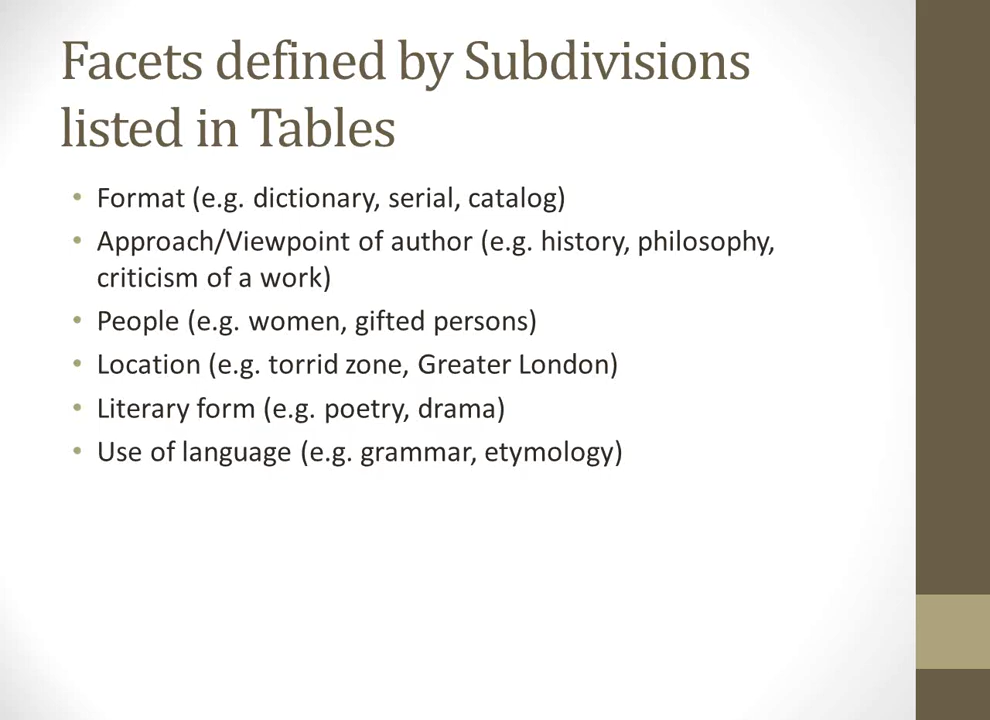 Facets defined by Subdivisions
listed in Tables
• Format (e.g. dictionary, serial, catalog)
• Approach/Viewpoint of author (e.g. history, philosophy,
criticism of a work)
• People (e.g. women, gifted persons)
• Location (e.g. torrid zone, Greater London)
• Literary form (e.g. poetry, drama)
• Use of language (e.g. grammar, etymology)